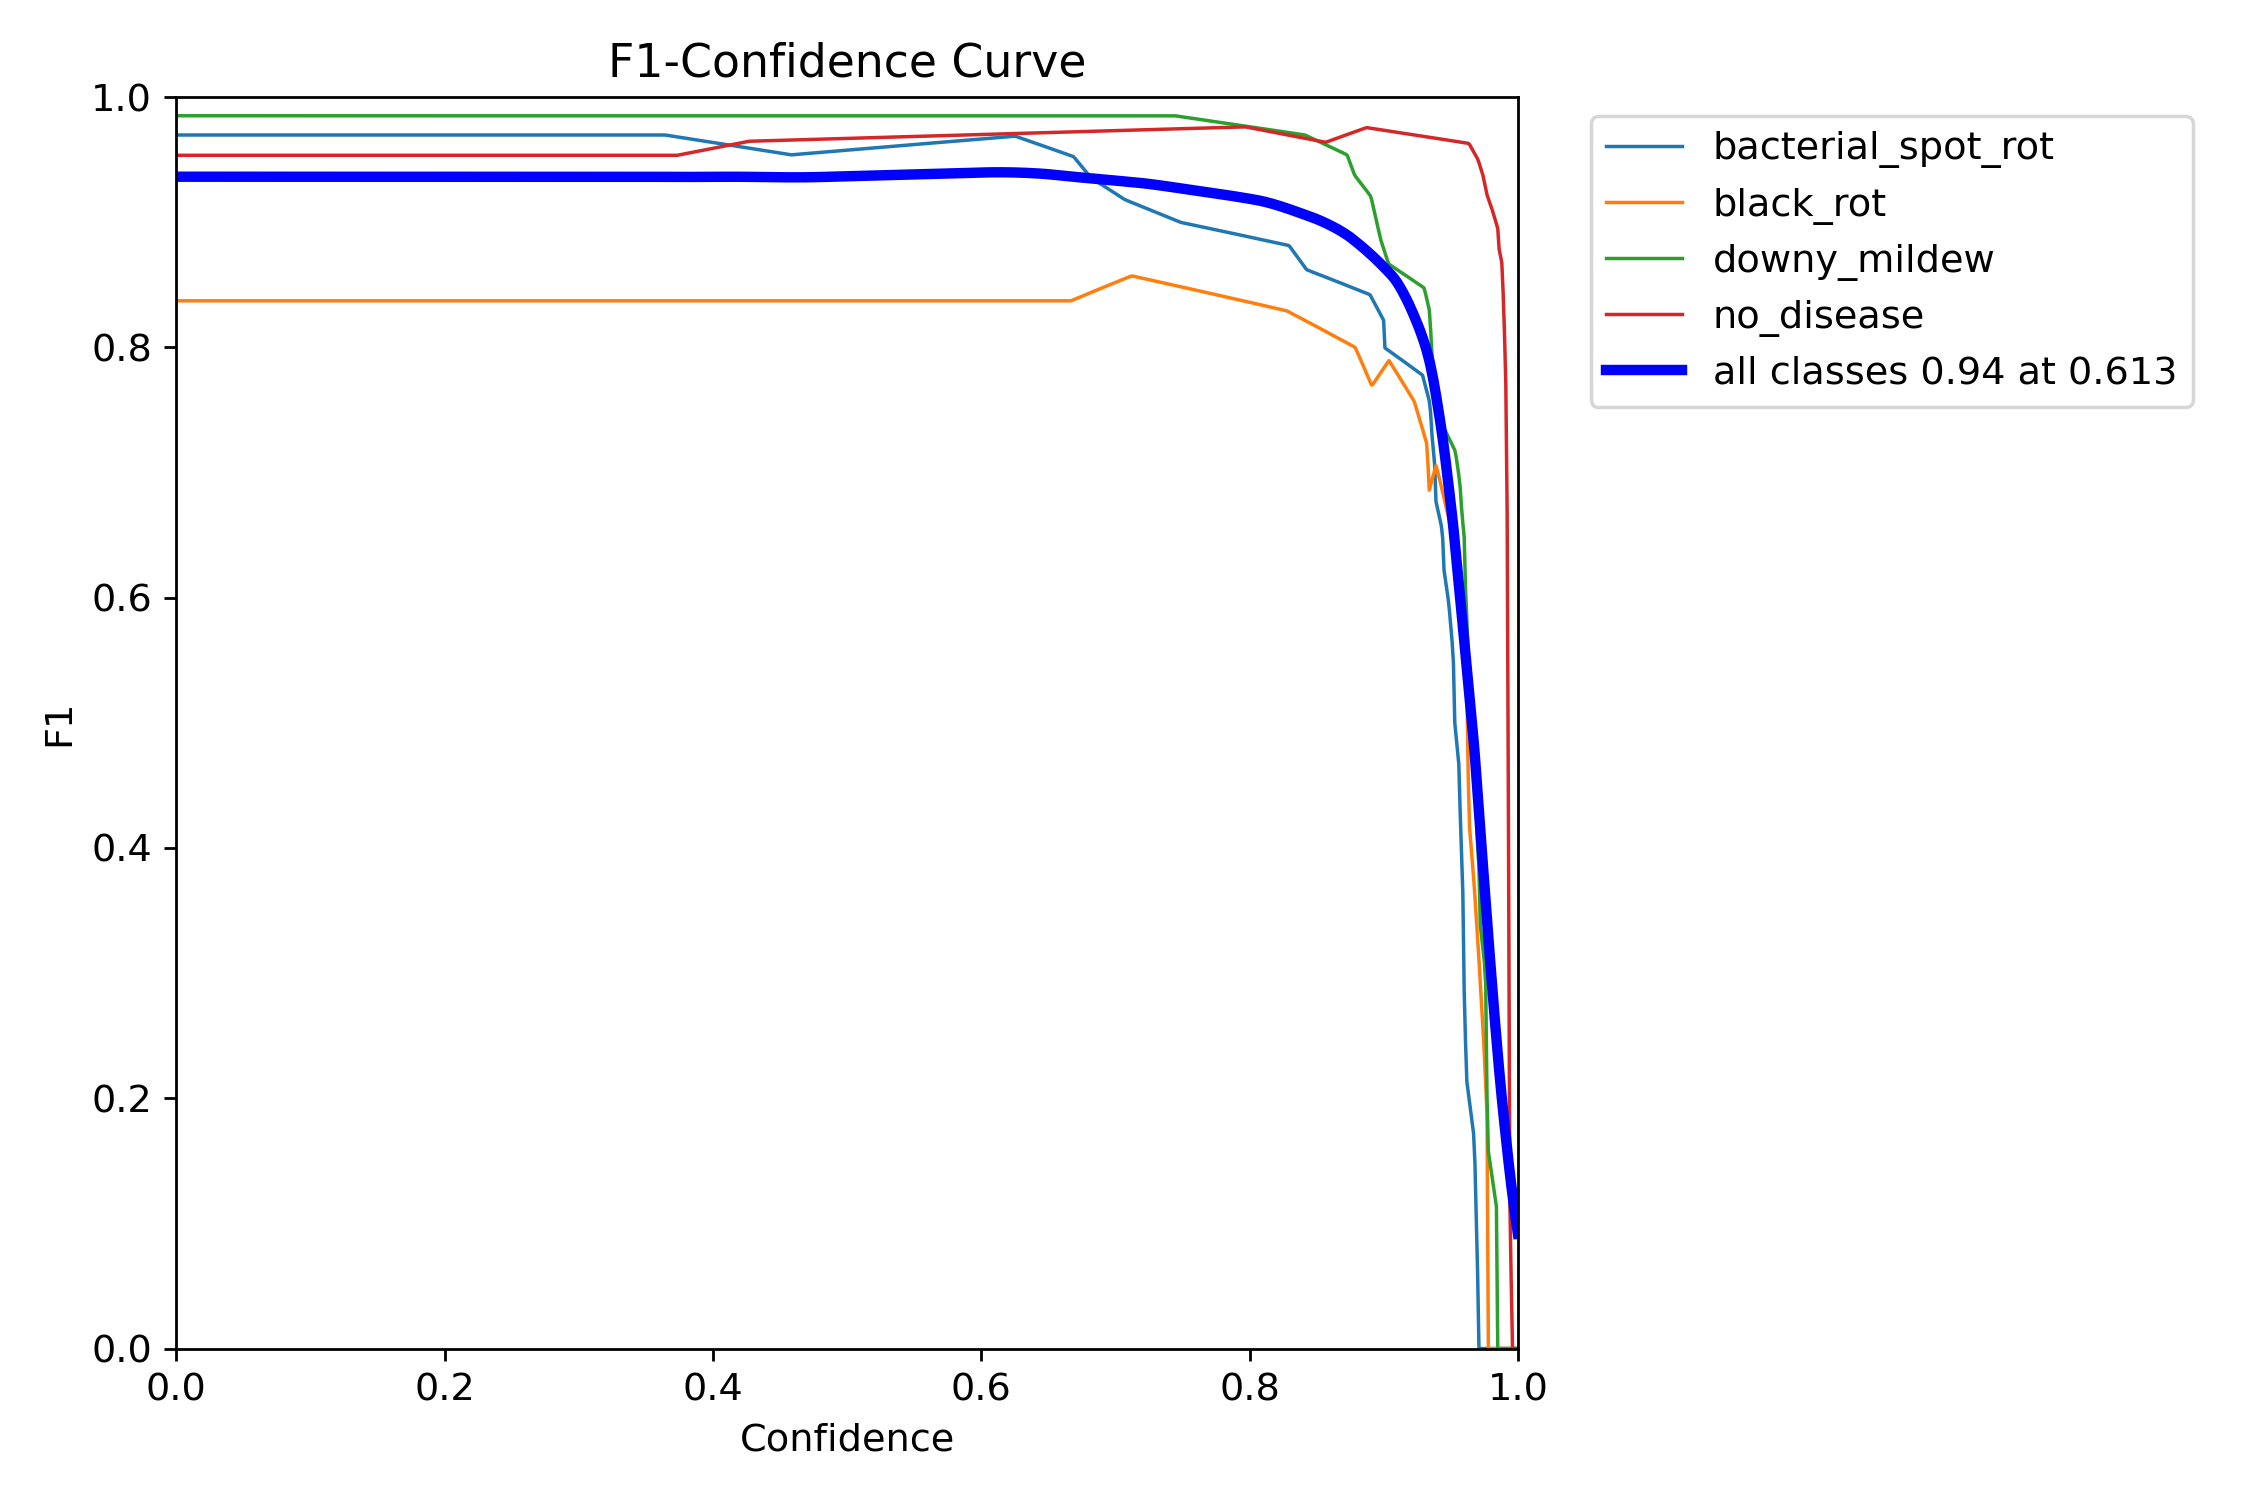 F1-Confidence Curve
1.0
0.8
0.6
0.4
0.2
0.0
F1
0.0 0.2 0.4 0.6 0.8 1.0
Confidence
bacterial_spot_rot
black_rot
downy_mildew
no_disease
all classes 0.94 at 0.613